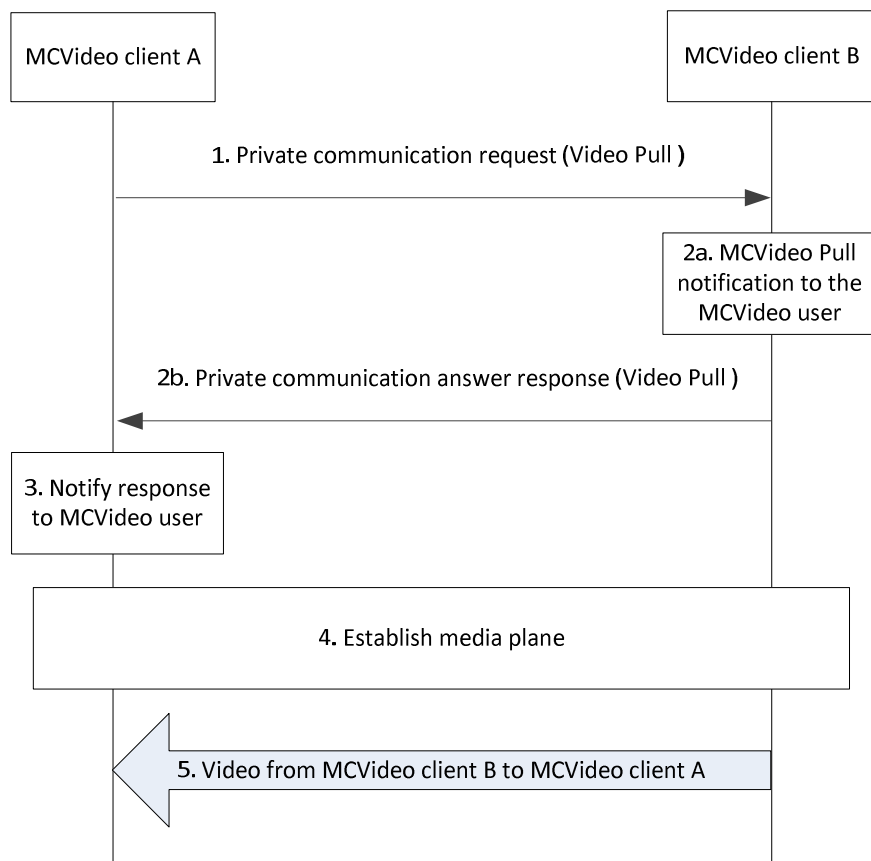 MCVideo client A
MCVideo client B
1. Private communication request (Video Pull )
2a. MCVideo Pull
notification to the
MCVideo user
2b. Private communication answer response (Video Pull )
3. Notify response
to MCVideo user
4. Establish media plane
5. Video from MCVideo client B to MCVideo client A